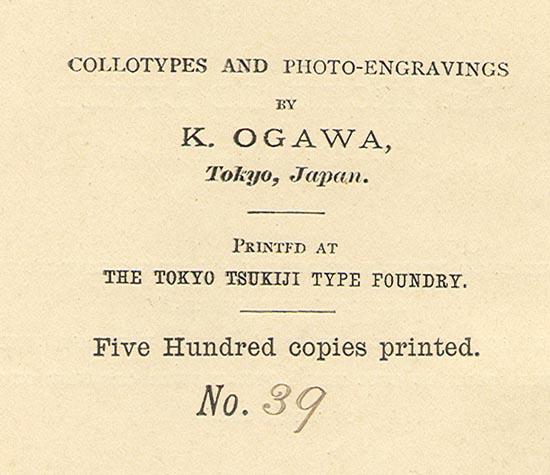 COLLOTYPES AND PHOTO-ENGRAVINGS
BY
K. OGAWA,
Tokyo, Japan.
PRINTED AT
THE TOKYO TSUKIJI TYPE FOUNDRY.
Five Hundred copies printed.
No. 39